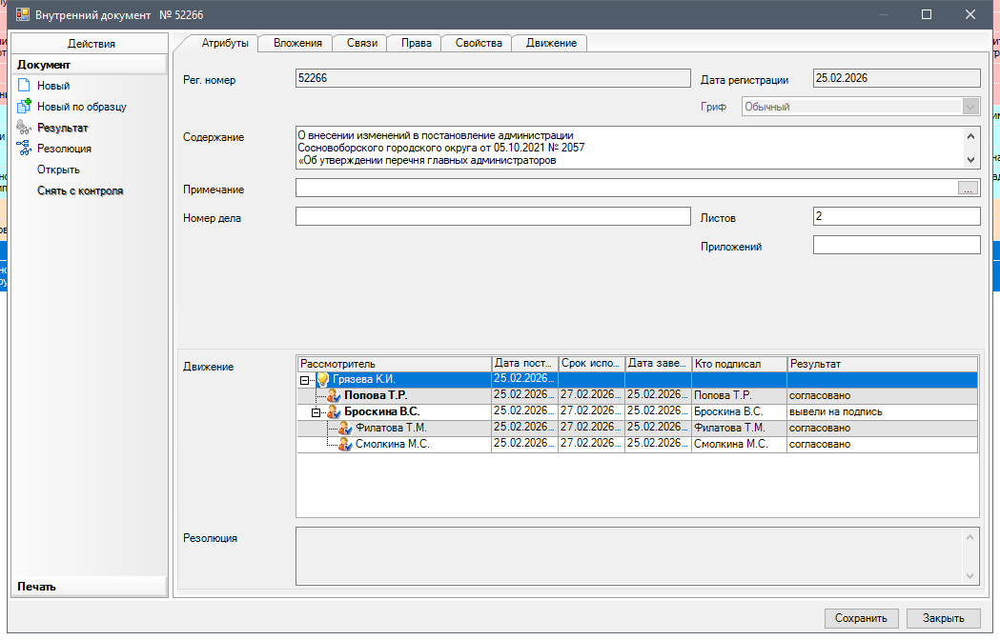 Внутренний документ № 52266
Действия
Документ
Новый
Новый по образцу
Результат
Резолюция
Открыть
Снять с контроля
Печать
Атрибуты Вложения Связи Права Свойства Движение
Рег. номер 52266 Дата регистрации 25.02.2026
Гриф Обычный
Содержание О внесении изменений в постановление администрации
Сосновоборского городского округа от 05.10.2021 № 2057
«Об утверждении перечня главных администраторов
Примечание ...
Номер дела Листов 2
Приложений
Движение
Рассмотритель Дата пост... Срок испо... Дата заве... Кто подписал Результат
Грязева К.И. 25.02.2026...
Попова Т.Р. 25.02.2026... 27.02.2026... 25.02.2026... Попова Т.Р. согласовано
Броскина В.С. 25.02.2026... 27.02.2026... 25.02.2026... Броскина В.С. вывели на подпись
Филатова Т.М. 25.02.2026... 27.02.2026... 25.02.2026... Филатова Т.М. согласовано
Смолкина М.С. 25.02.2026... 27.02.2026... 25.02.2026... Смолкина М.С. согласовано
Резолюция
Сохранить Закрыть